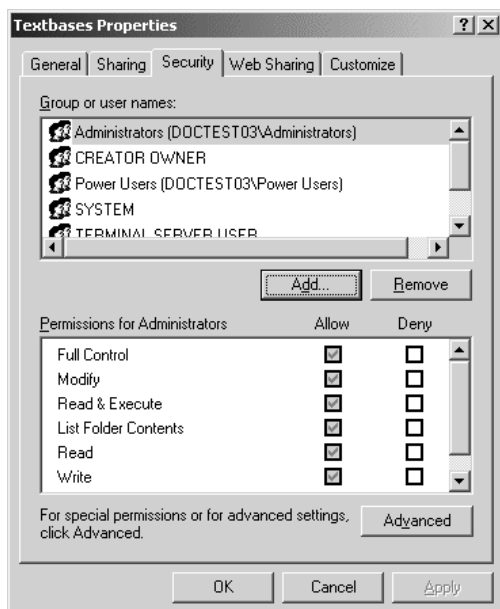 Textbases Properties
General Sharing Security Web Sharing Customize
Group or user names:
Administrators (DOCTEST03\Administrators)
CREATOR OWNER
Power Users (DOCTEST03\Power Users)
SYSTEM
TERMINAL SERVER USER
Add... Remove
Permissions for Administrators Allow Deny
Full Control
Modify
Read & Execute
List Folder Contents
Read
Write
For special permissions or for advanced settings,
click Advanced.
Advanced
OK Cancel Apply